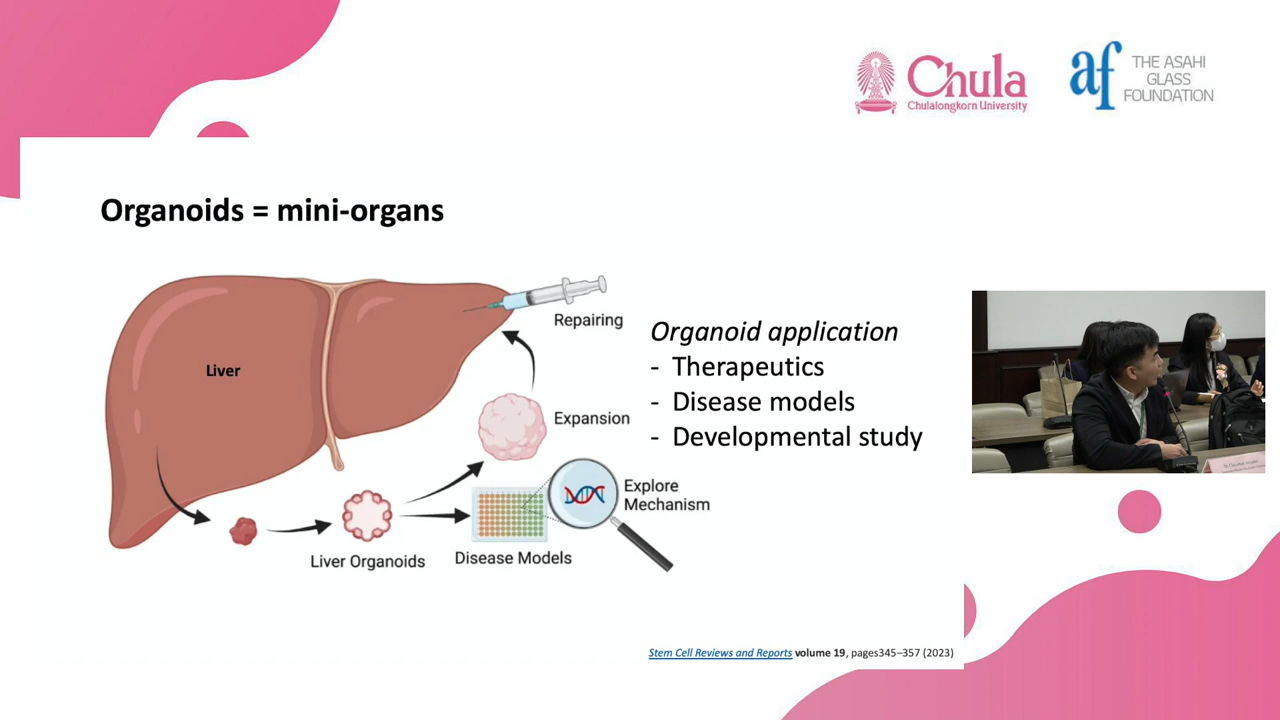 Chula
Chulalongkorn University
af
THE ASAHI
GLASS
FOUNDATION
Organoids = mini-organs
Liver
Repairing
Expansion
Explore
Mechanism
Liver Organoids
Disease Models
Organoid application
- Therapeutics
- Disease models
- Developmental study
Stem Cell Reviews and Reports volume 19, pages345–357 (2023)